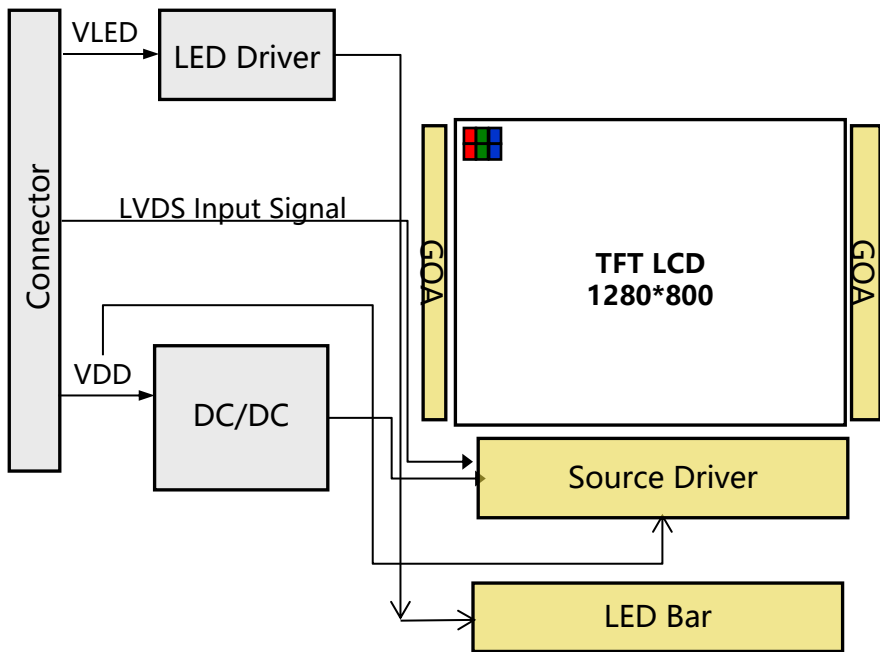 VLED
LED Driver
Connector
LVDS Input Signal
GOA
TFT LCD
1280*800
GOA
VDD
DC/DC
Source Driver
LED Bar